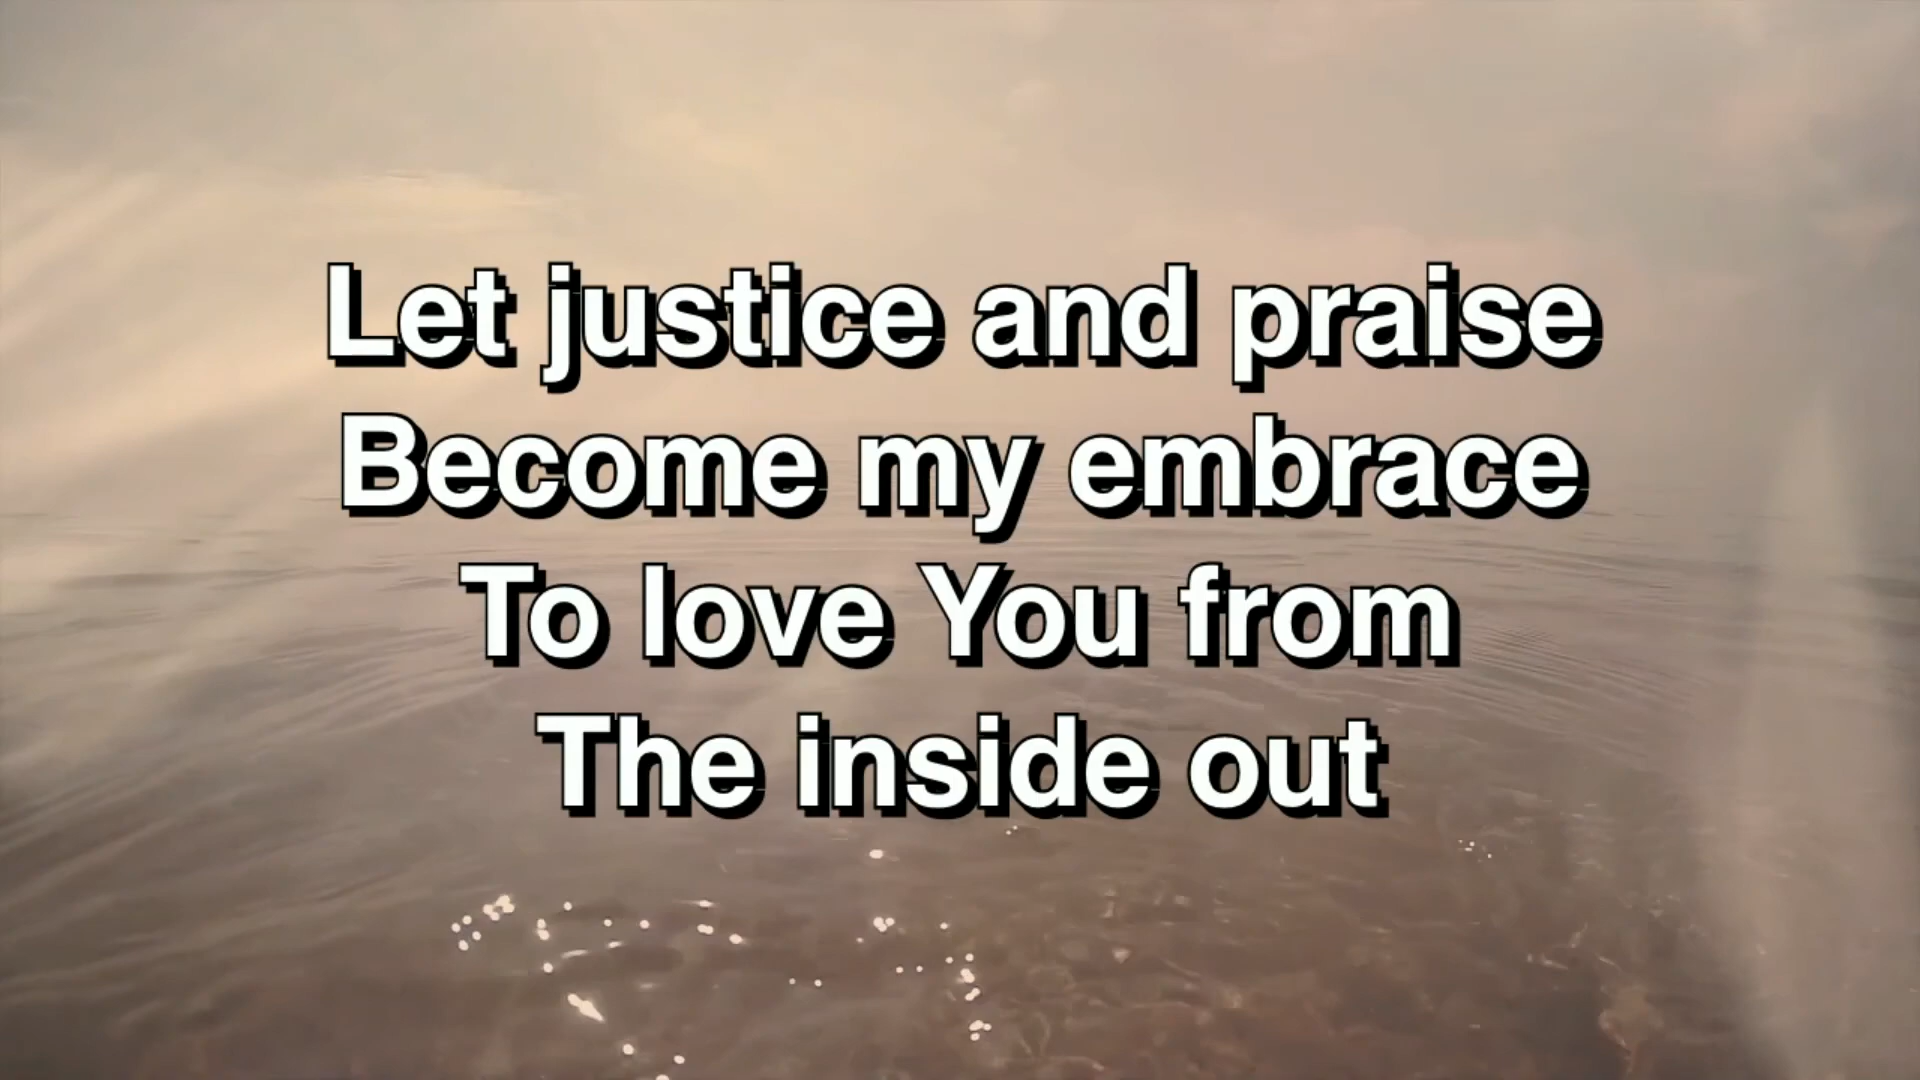 Let justice and praise
Become my embrace
To love You from
The inside out